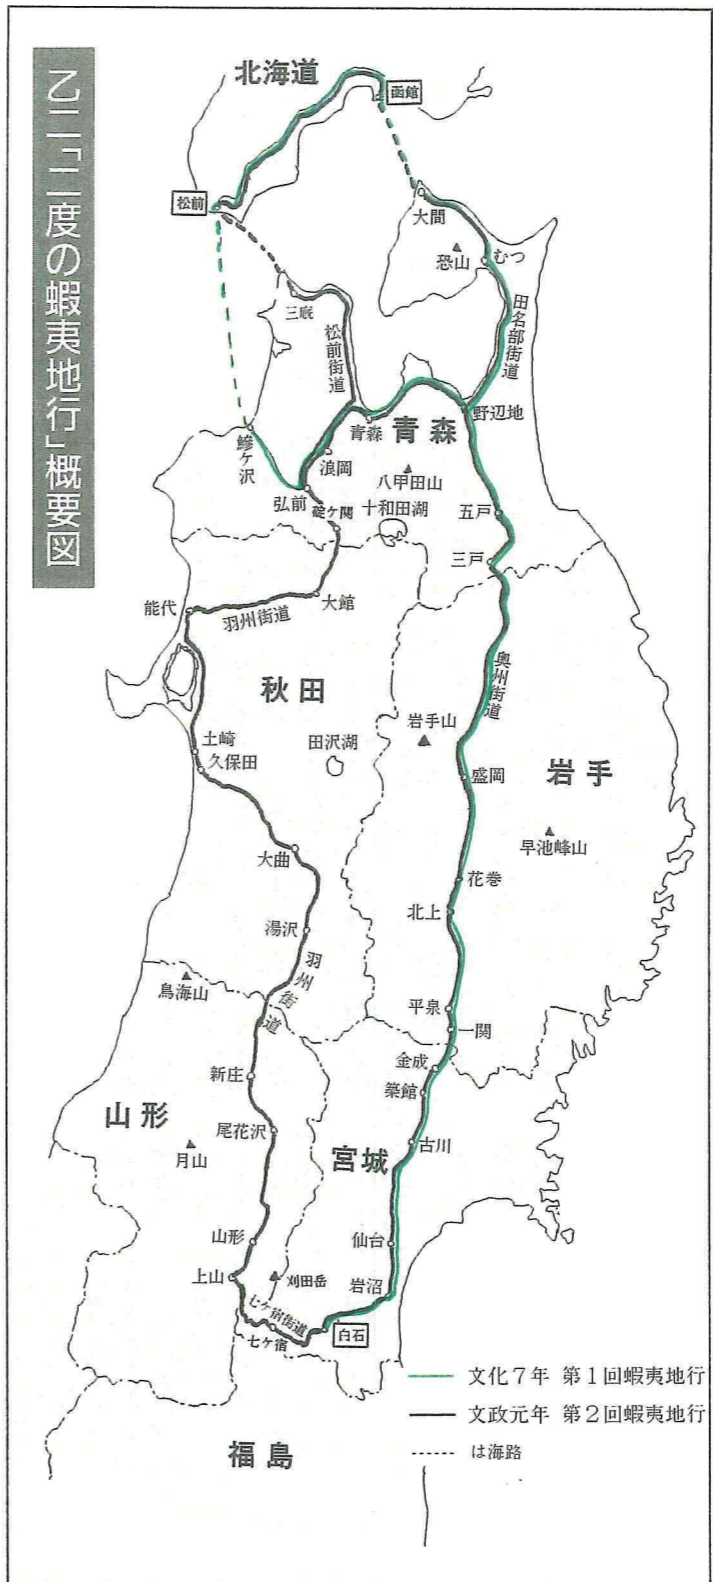 乙二「二度の蝦夷地行」概要図
北海道
函館
松前
大間
恐山
むつ
田名部街道
三厩
松前街道
野辺地
青森
青森
鰺ヶ沢
浪岡
八甲田山
弘前
碇ヶ関
十和田湖
五戸
三戸
能代
大館
羽州街道
奥州街道
秋田
岩手山
土崎
久保田
田沢湖
盛岡
岩手
早池峰山
大曲
花巻
北上
湯沢
羽州街道
鳥海山
平泉
一関
金成
新庄
築館
山形
尾花沢
古川
月山
宮城
山形
仙台
上山
刈田岳
岩沼
七ケ宿街道
七ケ宿
白石
文化7年 第1回蝦夷地行
文政元年 第2回蝦夷地行
は海路
福島